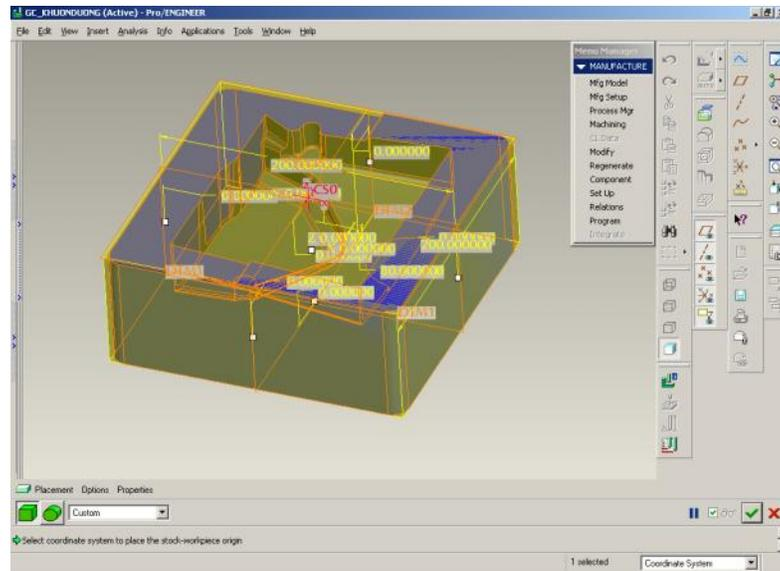 GC_KHUONDUONG (Active) - Pro/ENGINEER
File Edit View Insert Analysis Info Applications Tools Window Help
Menu Manager
MANUFACTURE
Mfg Model
Mfg Setup
Process Mgr
Machining
CL Data
Modify
Regenerate
Component
Set Up
Relations
Program
Integrate
0.000000
200.000000
CS0
200.000000
0.000000
Placement Options Properties
Custom
Select coordinate system to place the stock-workpiece origin
1 selected
Coordinate System